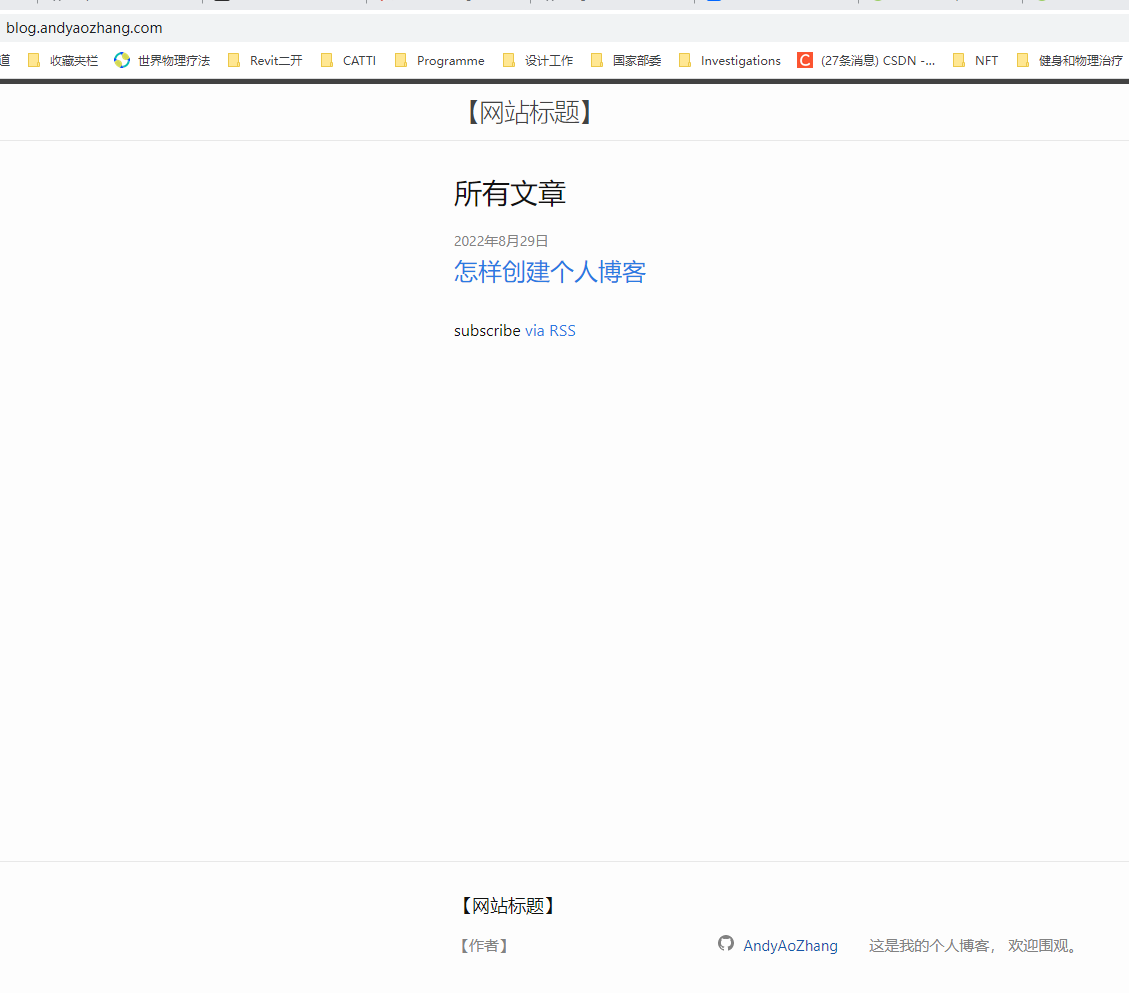 blog.andyaozhang.com
道 收藏夹栏 世界物理疗法 Revit二开 CATTI Programme 设计工作 国家部委 Investigations C (27条消息) CSDN -... NFT 健身和物理治疗
【网站标题】
所有文章
2022年8月29日
怎样创建个人博客
subscribe via RSS
【网站标题】
【作者】 AndyAoZhang 这是我的个人博客， 欢迎围观。